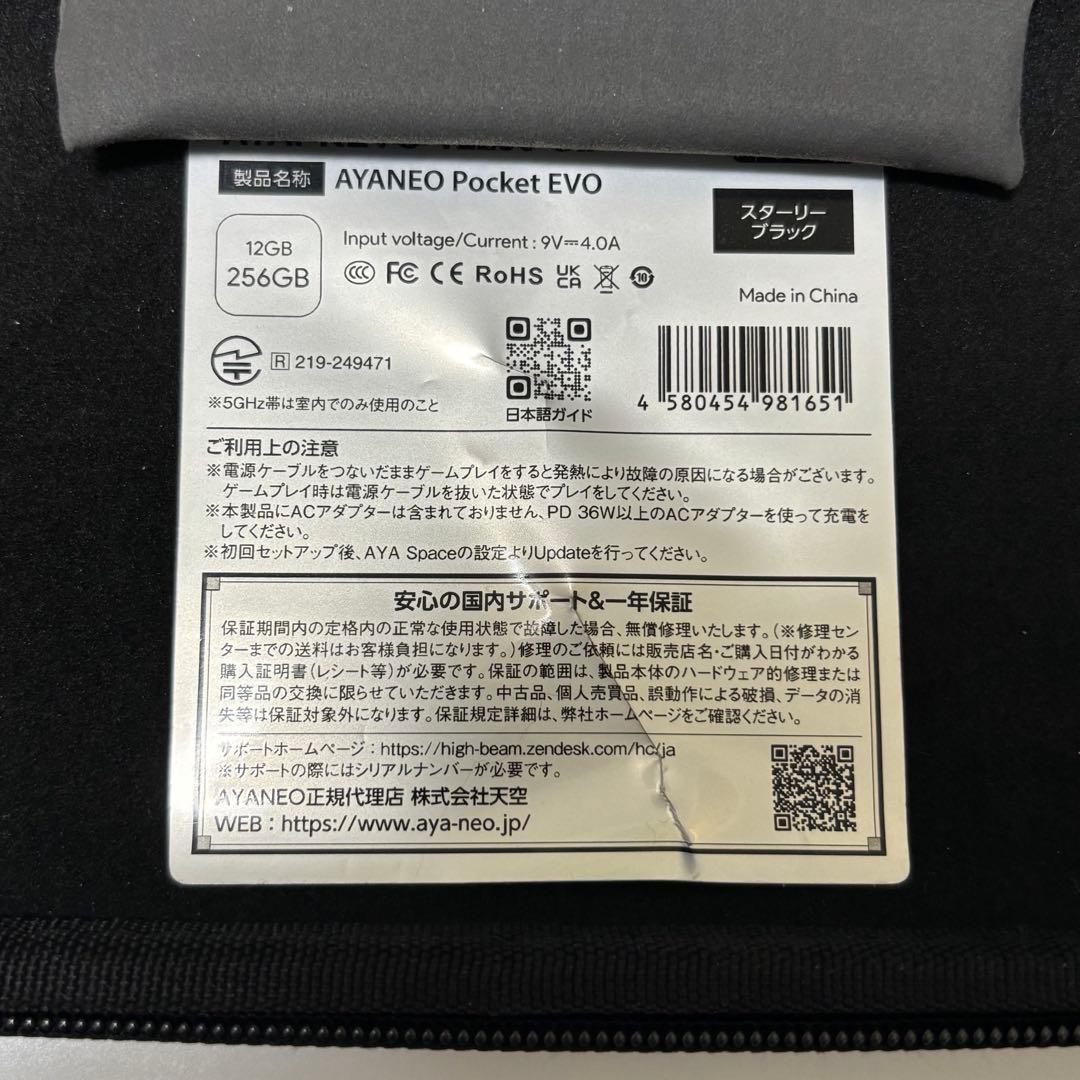 製品名称 AYANEO Pocket EVO
スターリー
ブラック
12GB
256GB
Input voltage/Current : 9V⎓4.0A
CCC FC CE RoHS UK CA 10
Made in China
R 219-249471
※5GHz帯は室内でのみ使用のこと
日本語ガイド
4 580454 981651
ご利用上の注意
※電源ケーブルをつないだままゲームプレイをすると発熱により故障の原因になる場合がございます。
ゲームプレイ時は電源ケーブルを抜いた状態でプレイをしてください。
※本製品にACアダプターは含まれておりません、PD 36W以上のACアダプターを使って充電を
してください。
※初回セットアップ後、AYA Spaceの設定よりUpdateを行ってください。
安心の国内サポート&一年保証
保証期間内の定格内の正常な使用状態で故障した場合、無償修理いたします。(※修理セン
ターまでの送料はお客様負担になります。)修理のご依頼には販売店名・ご購入日付がわかる
購入証明書(レシート等)が必要です。保証の範囲は、製品本体のハードウェア的修理または
同等品の交換に限らせていただきます。中古品、個人売買品、誤動作による破損、データの消
失等は保証対象外になります。保証規定詳細は、弊社ホームページをご確認ください。
サポートホームページ : https://high-beam.zendesk.com/hc/ja
※サポートの際にはシリアルナンバーが必要です。
AYANEO正規代理店 株式会社天空
WEB : https://www.aya-neo.jp/